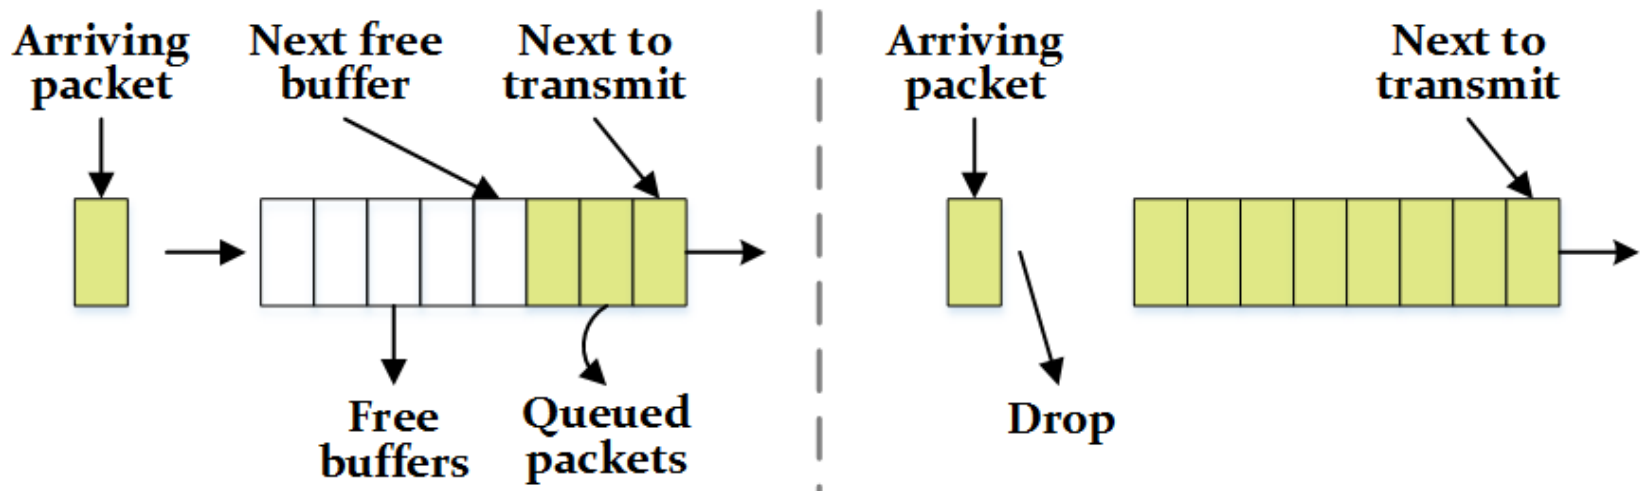 Arriving
packet
Next free
buffer
Next to
transmit
Free
buffers
Queued
packets
Arriving
packet
Next to
transmit
Drop